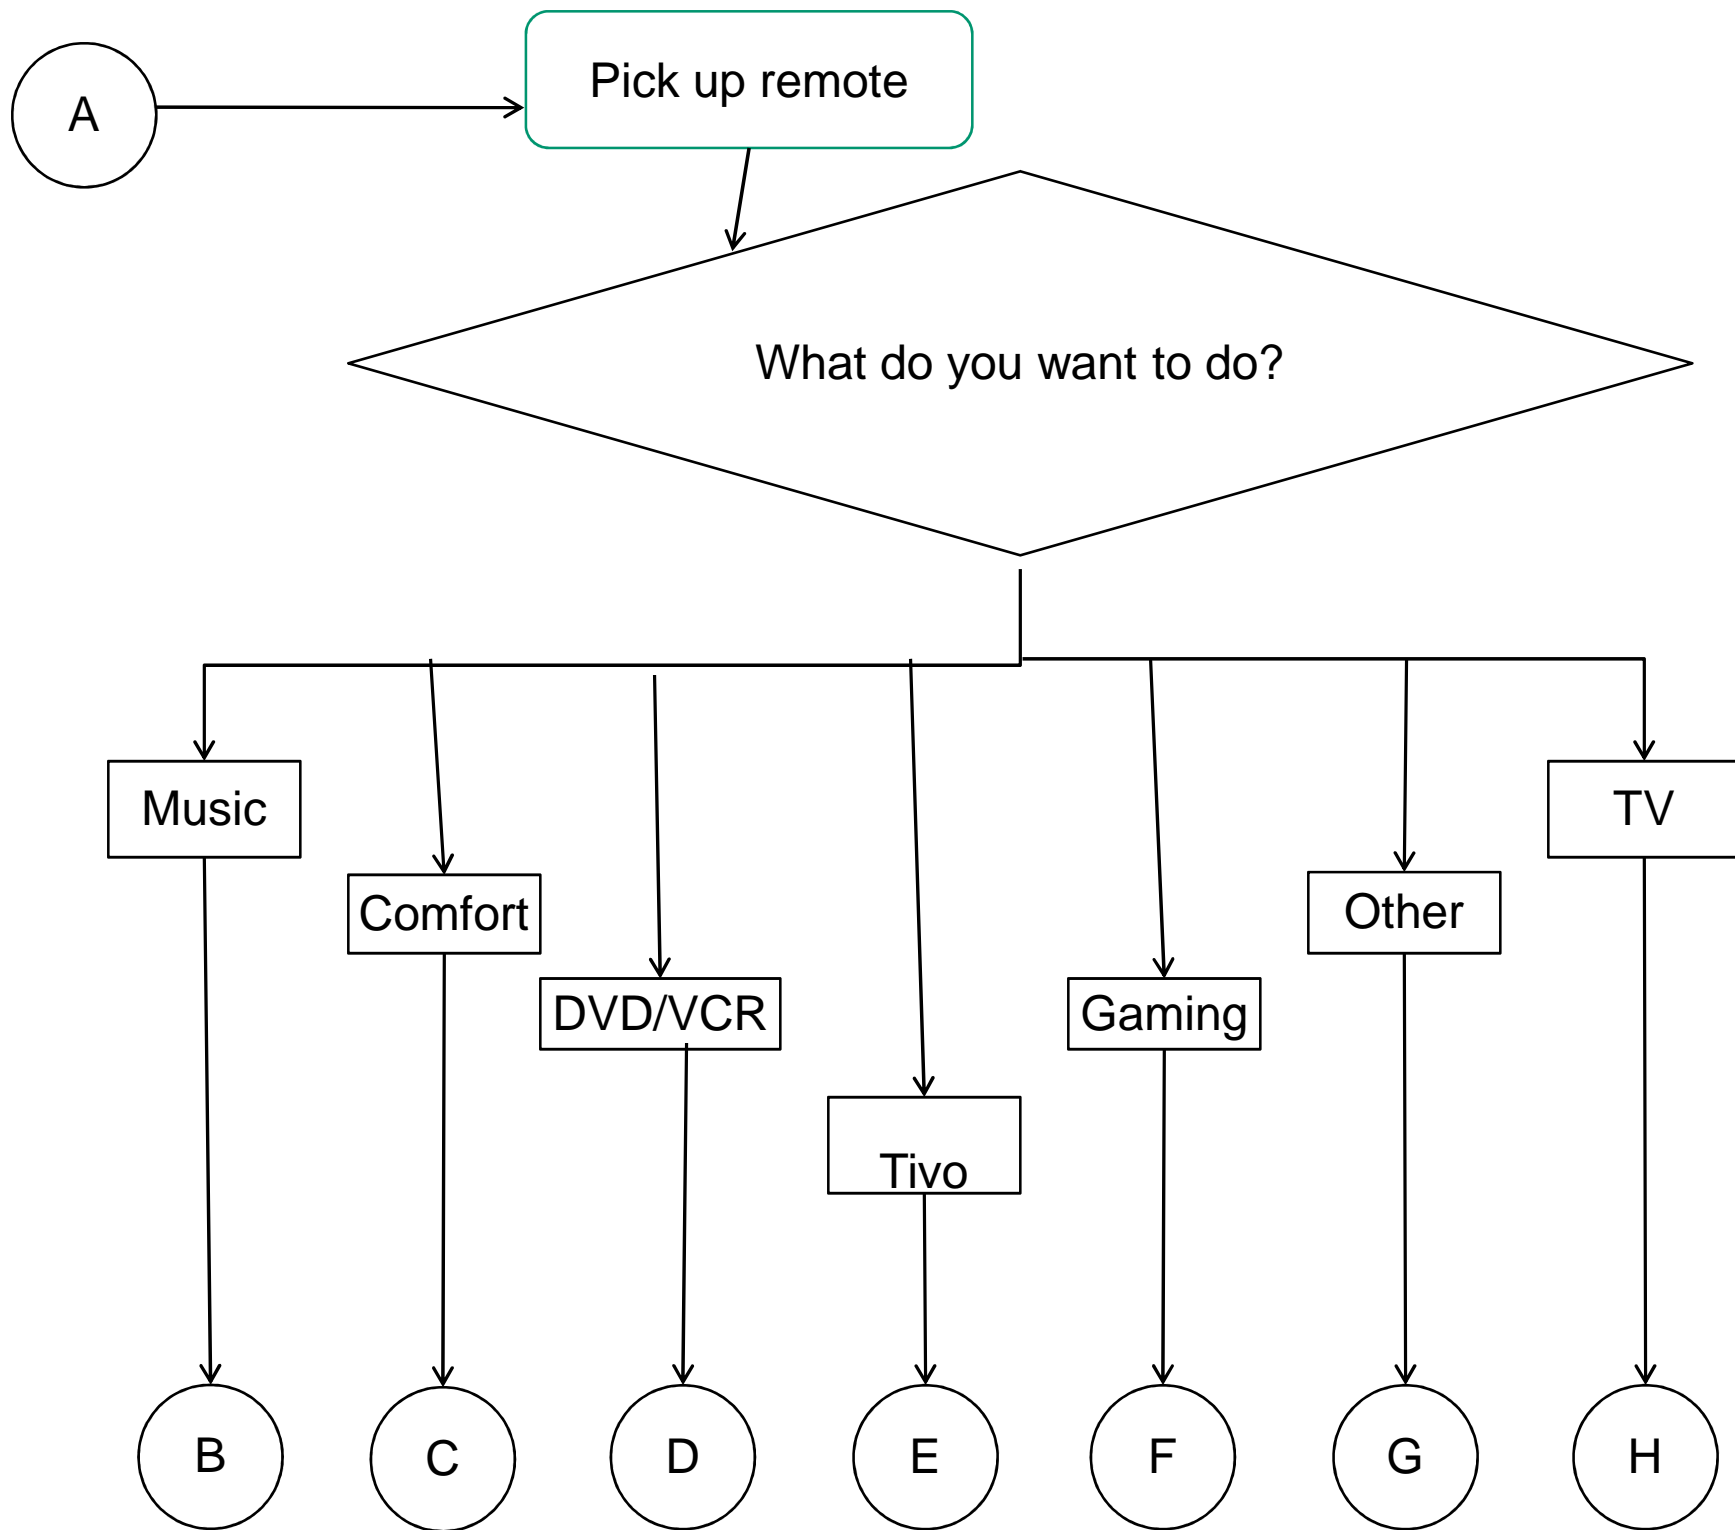 A
Pick up remote
What do you want to do?
Music
TV
Comfort
Other
DVD/VCR
Gaming
Tivo
B
C
D
E
F
G
H